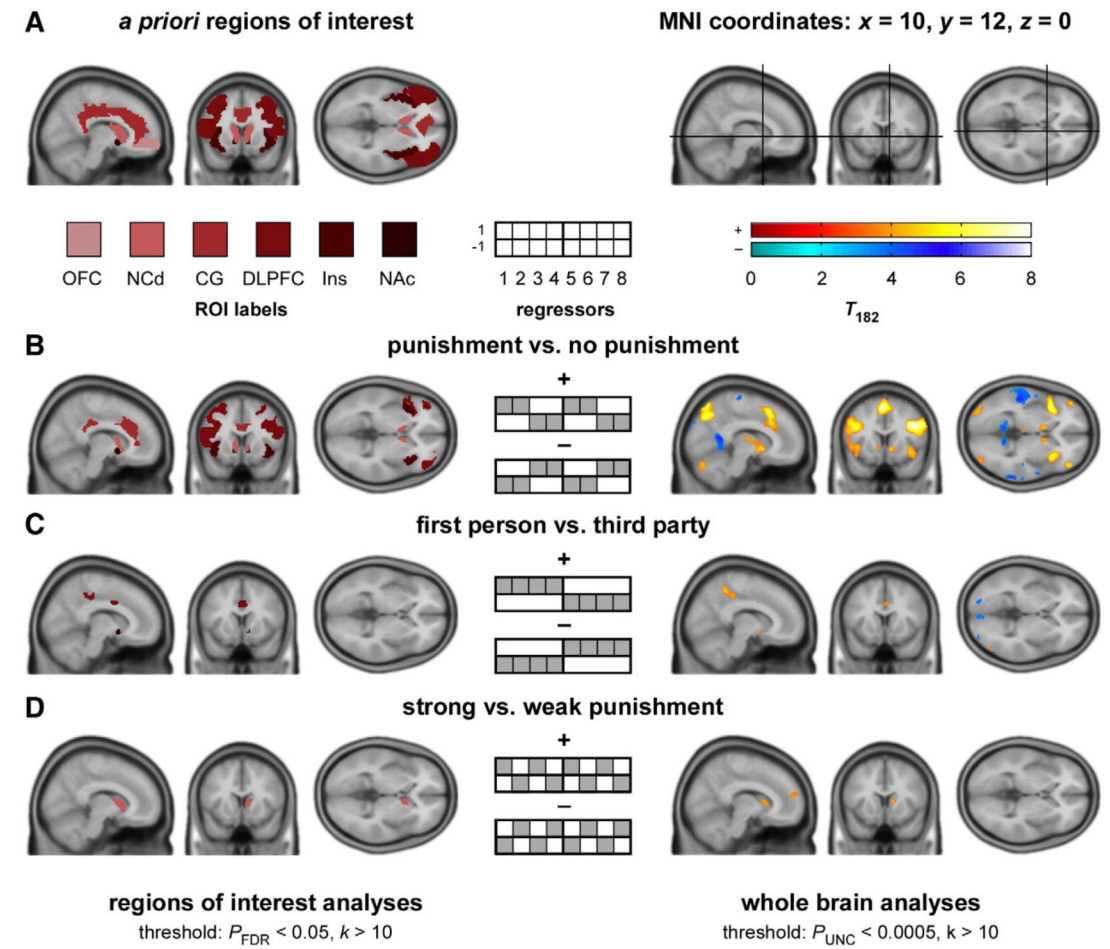 A
a priori regions of interest
MNI coordinates: x = 10, y = 12, z = 0
OFC NCd CG DLPFC Ins NAc
ROI labels
1
-1
1 2 3 4 5 6 7 8
regressors
+
−
0 2 4 6 8
T182
B
punishment vs. no punishment
+
−
C
first person vs. third party
+
−
D
strong vs. weak punishment
+
−
regions of interest analyses
threshold: PFDR < 0.05, k > 10
whole brain analyses
threshold: PUNC < 0.0005, k > 10